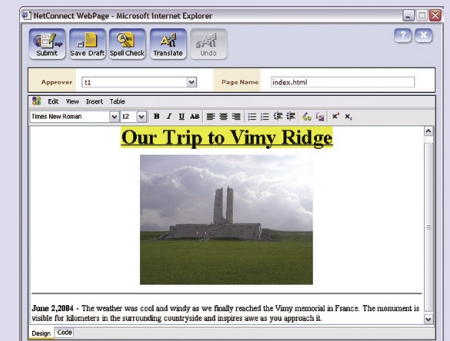 NetConnect WebPage - Microsoft Internet Explorer
Submit Save Draft Spell Check Translate Undo
Approver t1 Page Name index.html
Edit View Insert Table
Times New Roman 12 B I U AB x² x₂
Our Trip to Vimy Ridge
June 2,2004 - The weather was cool and windy as we finally reached the Vimy memorial in France. The monument is
visible for kilometers in the surrounding countryside and inspires awe as you approach it.
Design Code